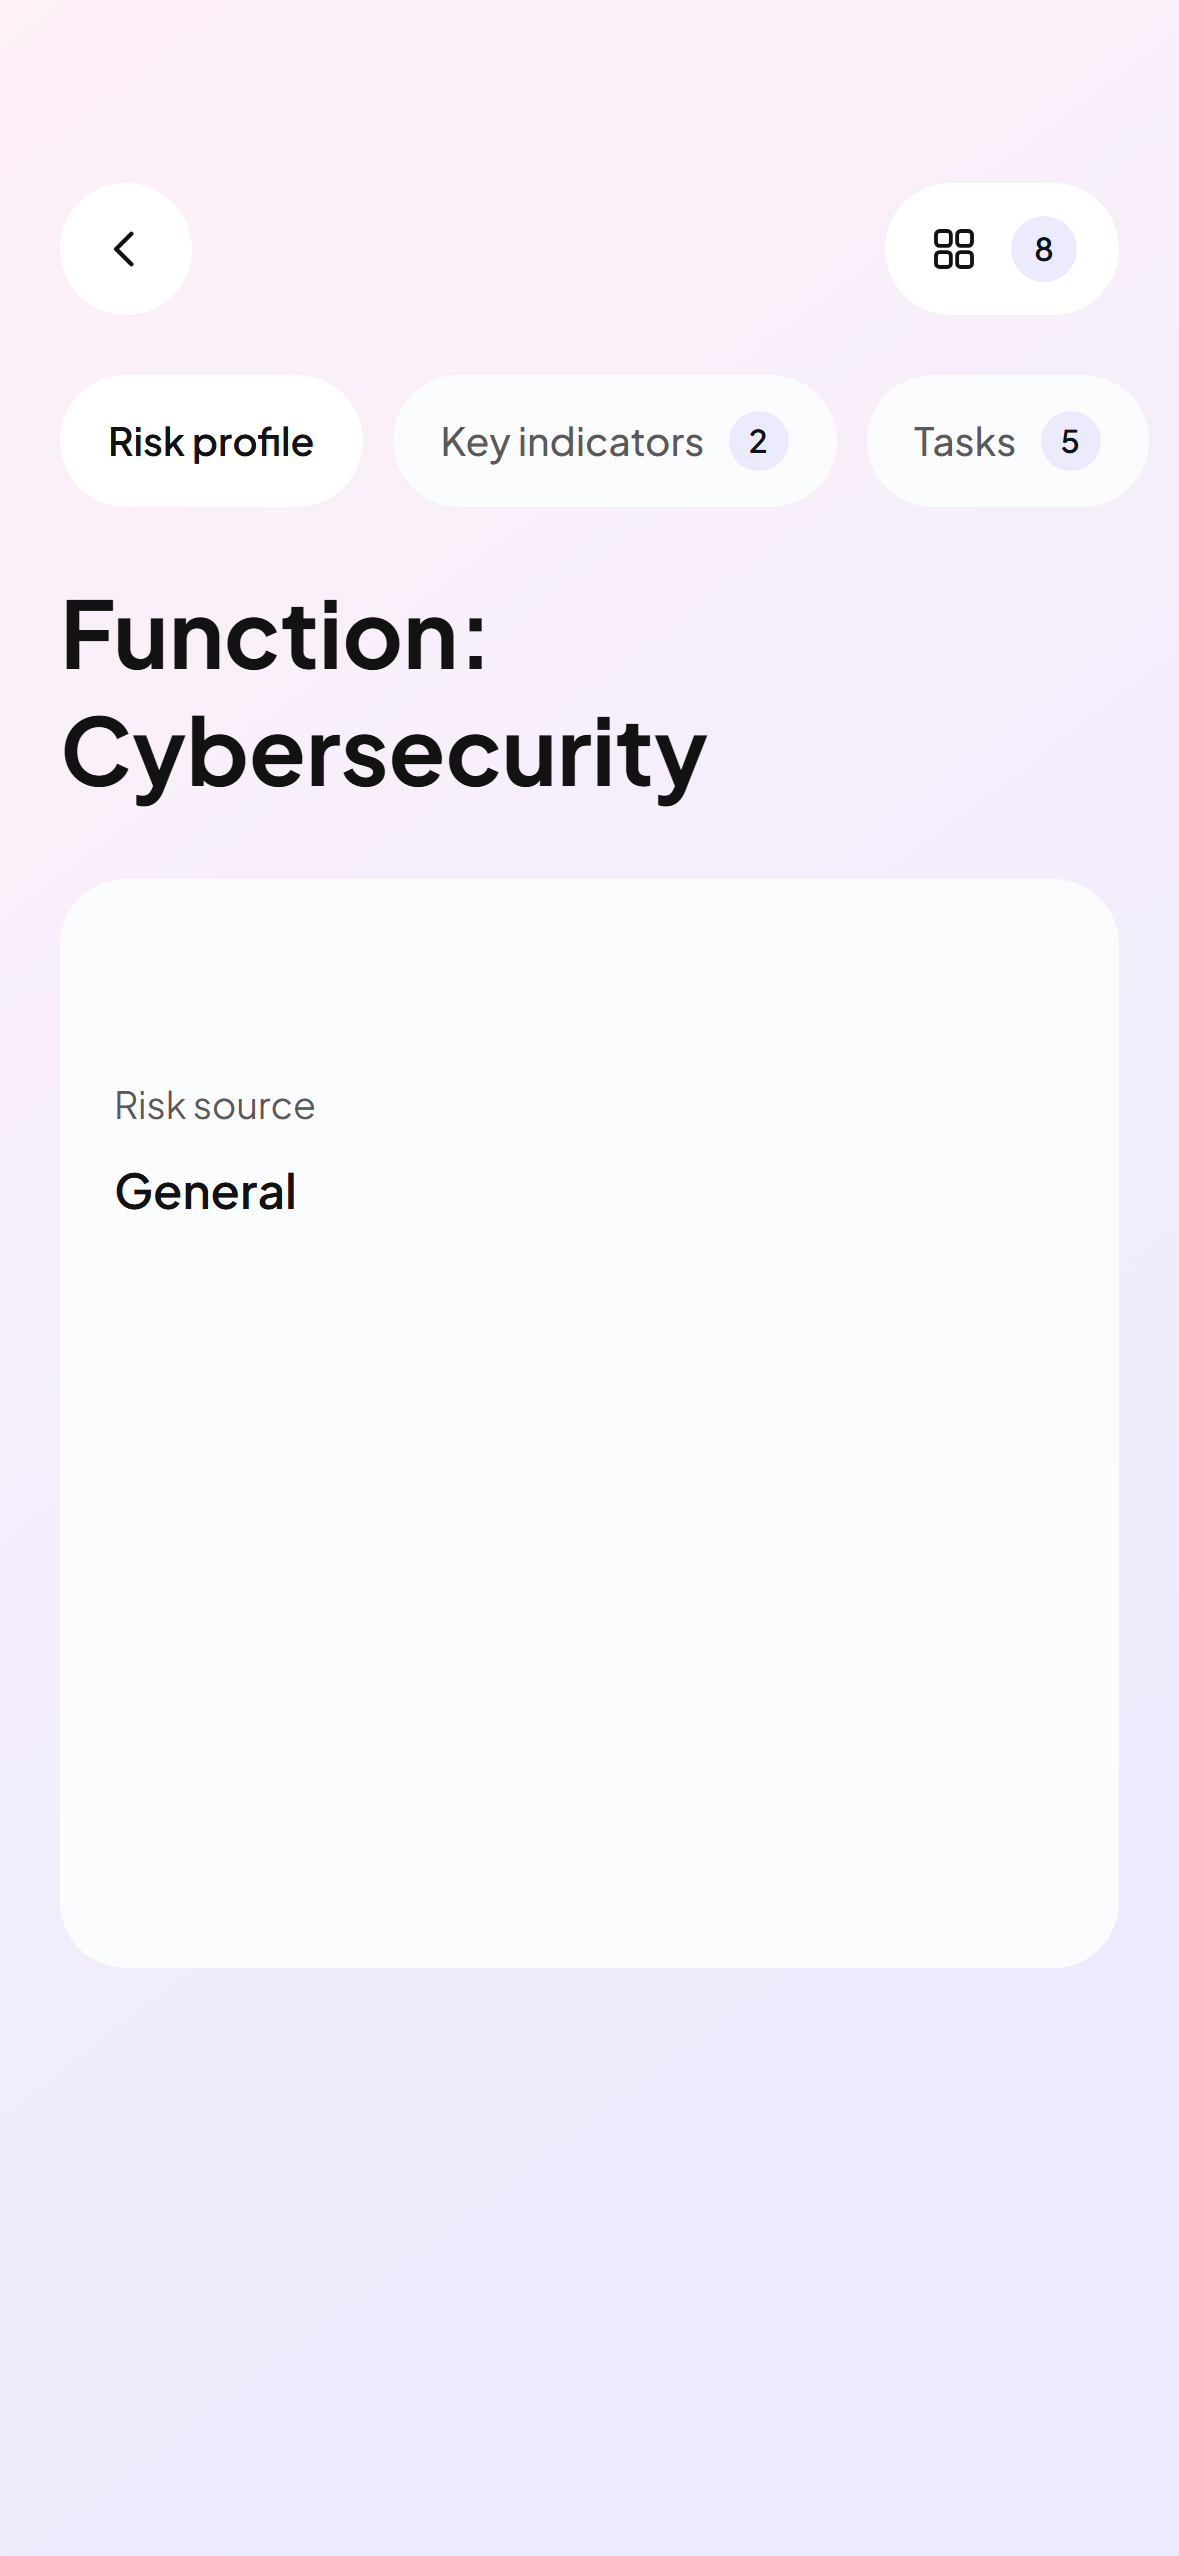 8
Risk profile
Key indicators 2
Tasks 5
Function:
Cybersecurity
Risk source
General